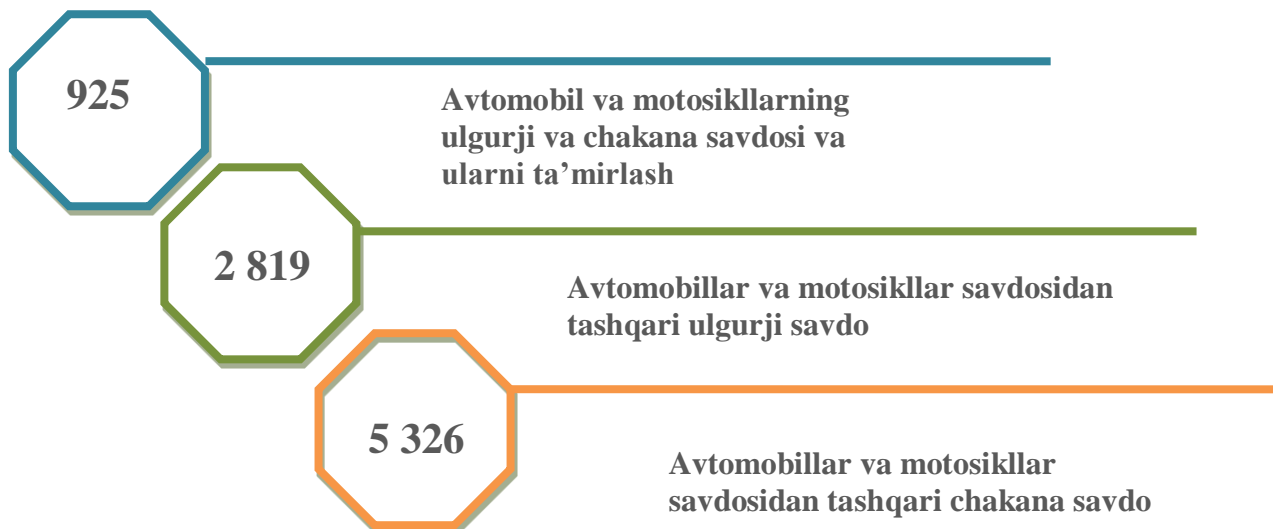 925
Avtomobil va motosikllarning
ulgurji va chakana savdosi va
ularni ta’mirlash
2 819
Avtomobillar va motosikllar savdosidan
tashqari ulgurji savdo
5 326
Avtomobillar va motosikllar
savdosidan tashqari chakana savdo